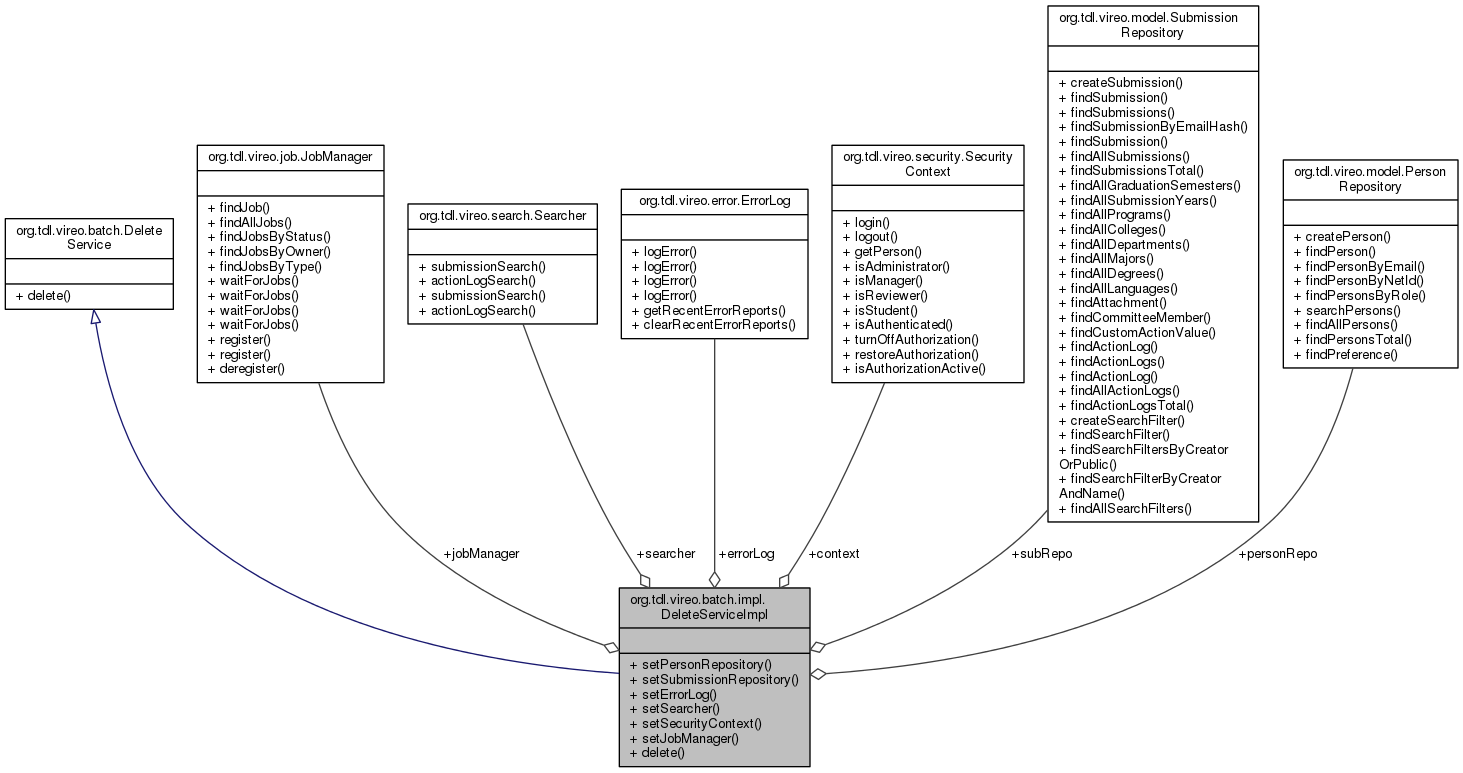 org.tdl.vireo.batch.Delete
Service
+ delete()
org.tdl.vireo.job.JobManager
+ findJob()
+ findAllJobs()
+ findJobsByStatus()
+ findJobsByOwner()
+ findJobsByType()
+ waitForJobs()
+ waitForJobs()
+ waitForJobs()
+ waitForJobs()
+ register()
+ register()
+ deregister()
org.tdl.vireo.search.Searcher
+ submissionSearch()
+ actionLogSearch()
+ submissionSearch()
+ actionLogSearch()
org.tdl.vireo.error.ErrorLog
+ logError()
+ logError()
+ logError()
+ logError()
+ getRecentErrorReports()
+ clearRecentErrorReports()
org.tdl.vireo.security.Security
Context
+ login()
+ logout()
+ getPerson()
+ isAdministrator()
+ isManager()
+ isReviewer()
+ isStudent()
+ isAuthenticated()
+ turnOffAuthorization()
+ restoreAuthorization()
+ isAuthorizationActive()
org.tdl.vireo.model.Submission
Repository
+ createSubmission()
+ findSubmission()
+ findSubmissions()
+ findSubmissionByEmailHash()
+ findSubmission()
+ findAllSubmissions()
+ findSubmissionsTotal()
+ findAllGraduationSemesters()
+ findAllSubmissionYears()
+ findAllPrograms()
+ findAllColleges()
+ findAllDepartments()
+ findAllMajors()
+ findAllDegrees()
+ findAllLanguages()
+ findAttachment()
+ findCommitteeMember()
+ findCustomActionValue()
+ findActionLog()
+ findActionLogs()
+ findActionLog()
+ findAllActionLogs()
+ findActionLogsTotal()
+ createSearchFilter()
+ findSearchFilter()
+ findSearchFiltersByCreator
OrPublic()
+ findSearchFilterByCreator
AndName()
+ findAllSearchFilters()
org.tdl.vireo.model.Person
Repository
+ createPerson()
+ findPerson()
+ findPersonByEmail()
+ findPersonByNetId()
+ findPersonsByRole()
+ searchPersons()
+ findAllPersons()
+ findPersonsTotal()
+ findPreference()
+jobManager
+searcher
+errorLog
+context
+subRepo
+personRepo
org.tdl.vireo.batch.impl.
DeleteServiceImpl
+ setPersonRepository()
+ setSubmissionRepository()
+ setErrorLog()
+ setSearcher()
+ setSecurityContext()
+ setJobManager()
+ delete()